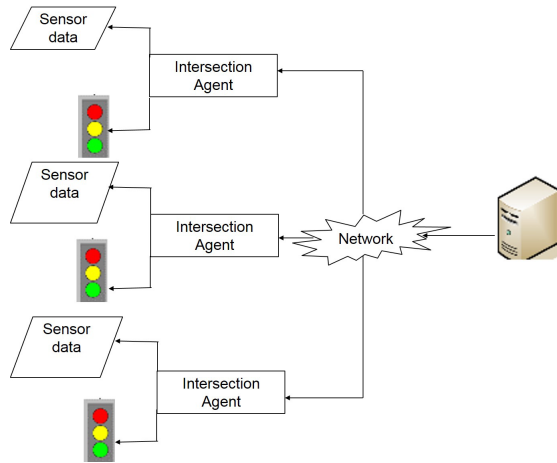 Sensor
data
Intersection
Agent
Sensor
data
Intersection
Agent
Network
Sensor
data
Intersection
Agent